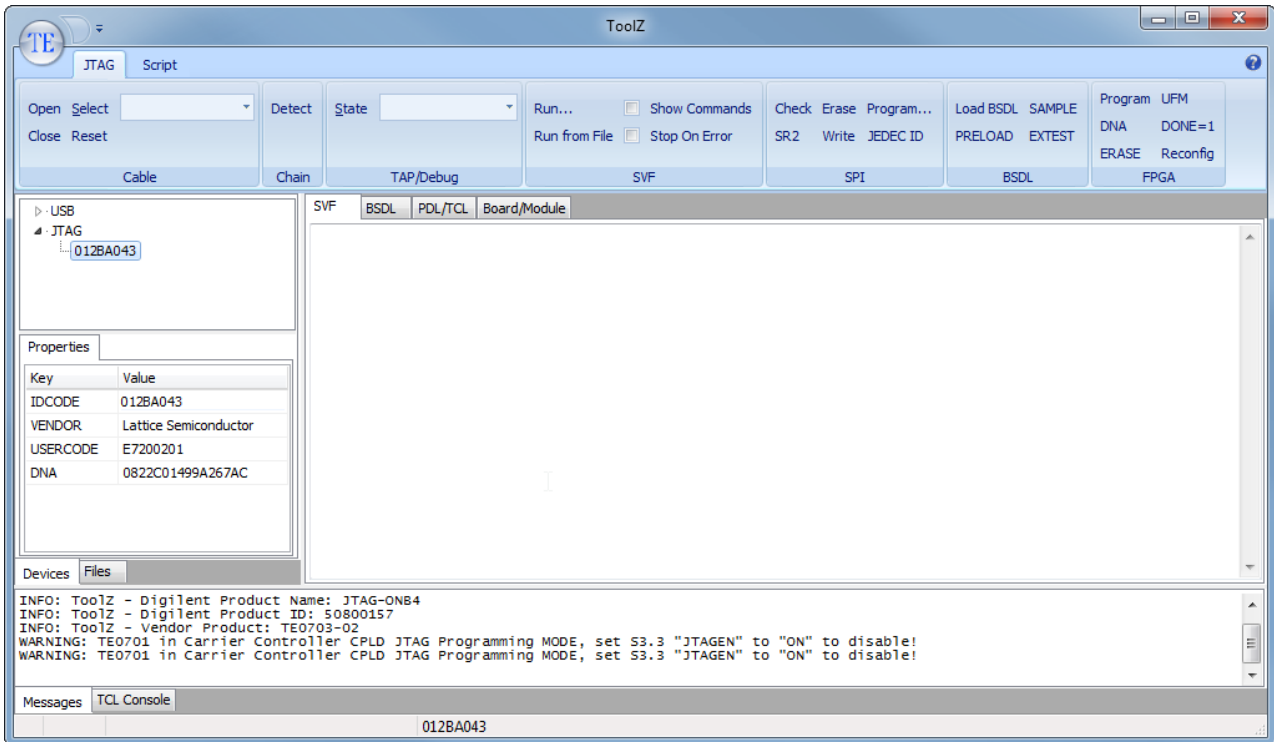 ToolZ
TE
JTAG Script
Open Select Detect State Run... Show Commands Check Erase Program... Load BSDL SAMPLE Program UFM
Close Reset Run from File Stop On Error SR2 Write JEDEC ID PRELOAD EXTEST DNA DONE=1
ERASE Reconfig
Cable Chain TAP/Debug SVF SPI BSDL FPGA
USB
JTAG
012BA043
SVF BSDL PDL/TCL Board/Module
Properties
Key Value
IDCODE 012BA043
VENDOR Lattice Semiconductor
USERCODE E7200201
DNA 0822C01499A267AC
Devices Files
INFO: ToolZ - Digilent Product Name: JTAG-ONB4
INFO: ToolZ - Digilent Product ID: 50800157
INFO: ToolZ - Vendor Product: TE0703-02
WARNING: TE0701 in Carrier Controller CPLD JTAG Programming MODE, set S3.3 "JTAGEN" to "ON" to disable!
WARNING: TE0701 in Carrier Controller CPLD JTAG Programming MODE, set S3.3 "JTAGEN" to "ON" to disable!
Messages TCL Console
012BA043